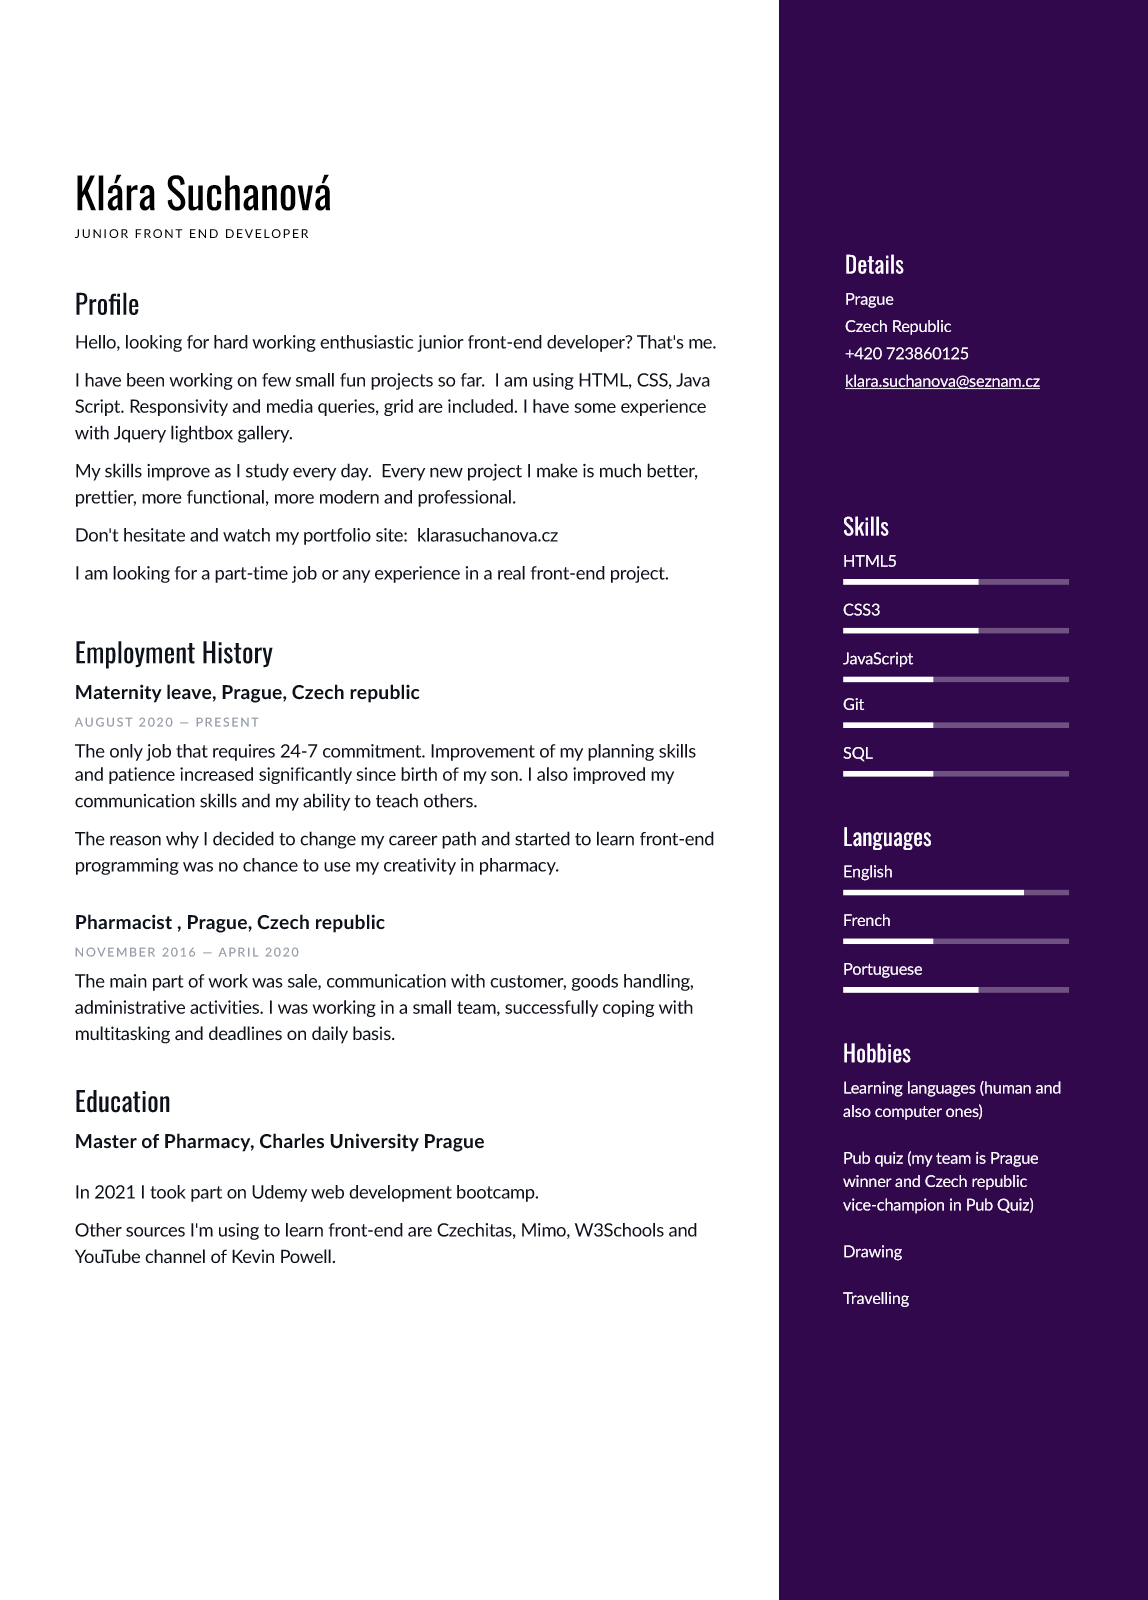 Klára Suchanová
JUNIOR FRONT END DEVELOPER
Profile
Hello, looking for hard working enthusiastic junior front-end developer? That's me.
I have been working on few small fun projects so far.  I am using HTML, CSS, Java
Script. Responsivity and media queries, grid are included. I have some experience
with Jquery lightbox gallery.
My skills improve as I study every day.  Every new project I make is much better,
prettier, more functional, more modern and professional.
Don't hesitate and watch my portfolio site:  klarasuchanova.cz
I am looking for a part-time job or any experience in a real front-end project.
Employment History
Maternity leave, Prague, Czech republic
AUGUST 2020 — PRESENT
The only job that requires 24-7 commitment. Improvement of my planning skills
and patience increased significantly since birth of my son. I also improved my
communication skills and my ability to teach others.
The reason why I decided to change my career path and started to learn front-end
programming was no chance to use my creativity in pharmacy.
Pharmacist , Prague, Czech republic
NOVEMBER 2016 — APRIL 2020
The main part of work was sale, communication with customer, goods handling,
administrative activities. I was working in a small team, successfully coping with
multitasking and deadlines on daily basis.
Education
Master of Pharmacy, Charles University Prague
In 2021 I took part on Udemy web development bootcamp.
Other sources I'm using to learn front-end are Czechitas, Mimo, W3Schools and
YouTube channel of Kevin Powell.
Details
Prague
Czech Republic
+420 723860125
klara.suchanova@seznam.cz
Skills
HTML5
CSS3
JavaScript
Git
SQL
Languages
English
French
Portuguese
Hobbies
Learning languages (human and
also computer ones)
Pub quiz (my team is Prague
winner and Czech republic
vice-champion in Pub Quiz)
Drawing
Travelling